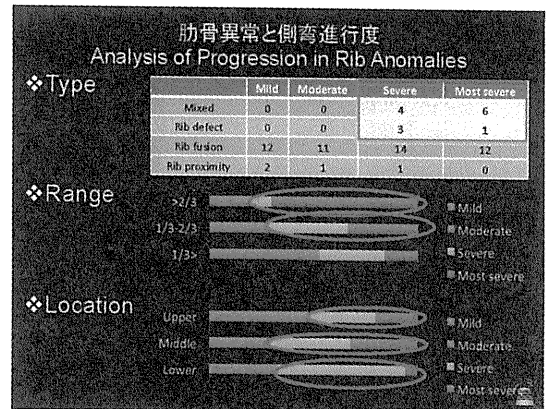 肋骨異常と側弯進行度
Analysis of Progression in Rib Anomalies
❖Type
Mild Moderate Severe Most severe
Mixed 0 0 4 6
Rib defect 0 0 3 1
Rib fusion 12 11 14 12
Rib proximity 2 1 1 0
❖Range
>2/3
1/3-2/3
1/3>
Mild
Moderate
Severe
Most severe
❖Location
Upper
Middle
Lower
Mild
Moderate
Severe
Most severe